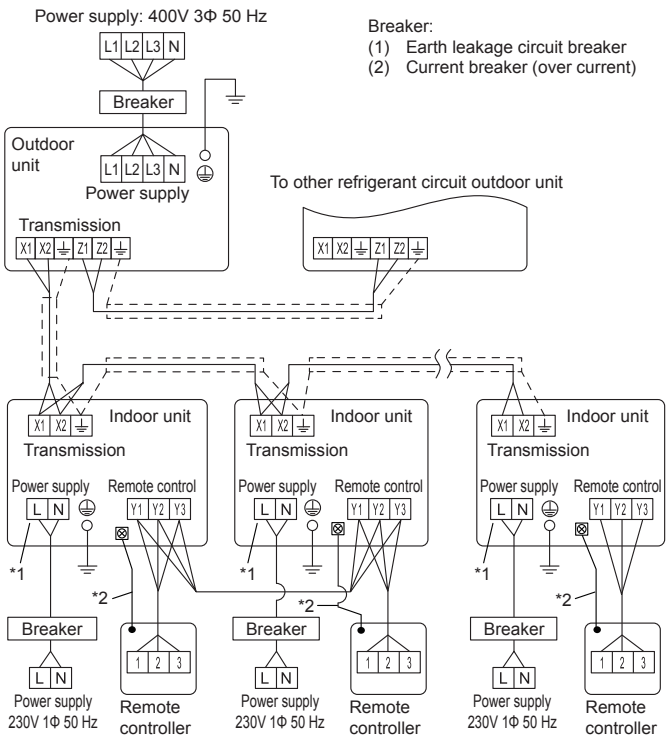 Power supply: 400V 3Φ 50 Hz
L1 L2 L3 N
Breaker
Breaker:
(1) Earth leakage circuit breaker
(2) Current breaker (over current)
Outdoor
unit
L1 L2 L3 N
Power supply
Transmission
X1 X2 Z1 Z2
To other refrigerant circuit outdoor unit
X1 X2 Z1 Z2
X1 X2
Indoor unit
Transmission
Power supply
Remote control
L N
Y1 Y2 Y3
*1
*2
Breaker
L N
Power supply
230V 1Φ 50 Hz
1 2 3
Remote
controller
X1 X2
Indoor unit
Transmission
Power supply
Remote control
L N
Y1 Y2 Y3
*1
*2
Breaker
L N
Power supply
230V 1Φ 50 Hz
1 2 3
Remote
controller
X1 X2
Indoor unit
Transmission
Power supply
Remote control
L N
Y1 Y2 Y3
*1
*2
Breaker
L N
Power supply
230V 1Φ 50 Hz
1 2 3
Remote
controller